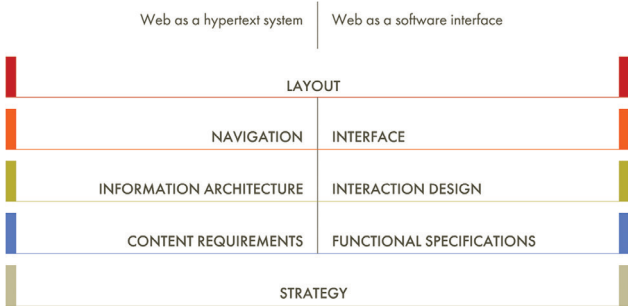 Web as a hypertext system Web as a software interface
LAYOUT
NAVIGATION INTERFACE
INFORMATION ARCHITECTURE INTERACTION DESIGN
CONTENT REQUIREMENTS FUNCTIONAL SPECIFICATIONS
STRATEGY